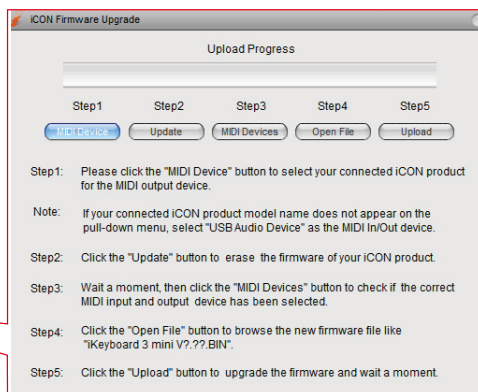 iCON Firmware Upgrade
Upload Progress
Step1 Step2 Step3 Step4 Step5
MIDI Device Update MIDI Devices Open File Upload
Step1: Please click the "MIDI Device" button to select your connected iCON product
for the MIDI output device.
Note: If your connected iCON product model name does not appear on the
pull-down menu, select "USB Audio Device" as the MIDI In/Out device.
Step2: Click the "Update" button to erase the firmware of your iCON product.
Step3: Wait a moment, then click the "MIDI Devices" button to check if the correct
MIDI input and output device has been selected.
Step4: Click the "Open File" button to browse the new firmware file like
"iKeyboard 3 mini V?.??.BIN".
Step5: Click the "Upload" button to upgrade the firmware and wait a moment.